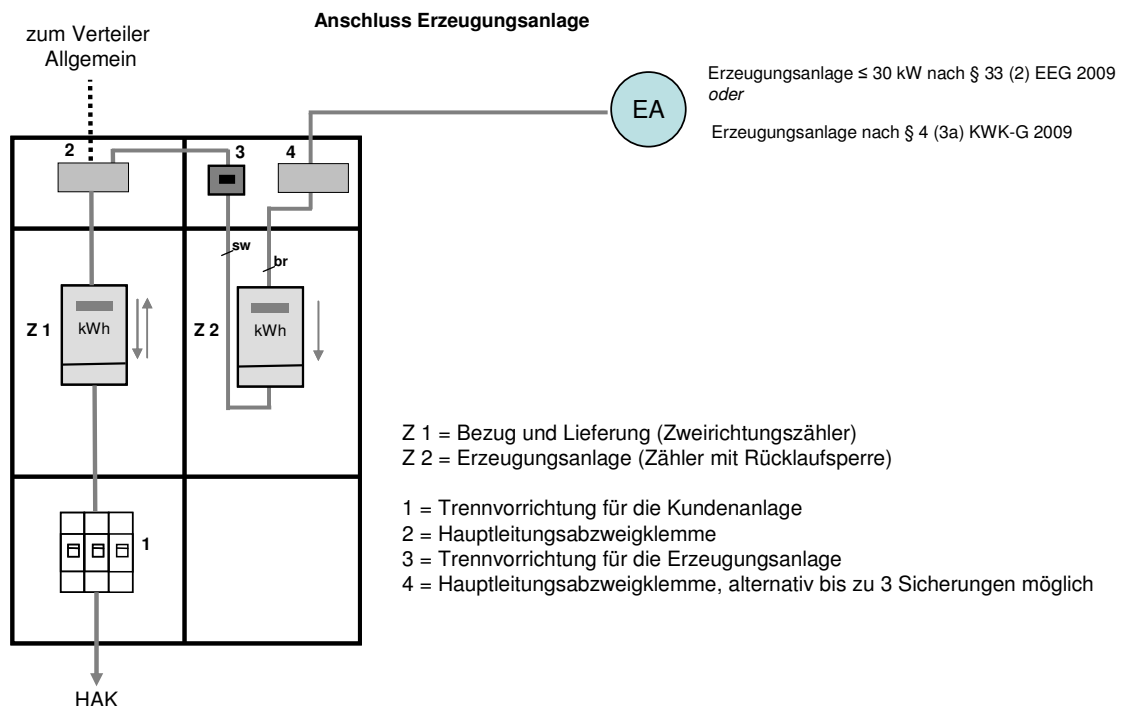 Anschluss Erzeugungsanlage
zum Verteiler
Allgemein
EA
Erzeugungsanlage ≤ 30 kW nach § 33 (2) EEG 2009
oder
Erzeugungsanlage nach § 4 (3a) KWK-G 2009
2
3
4
sw
br
Z 1
kWh
Z 2
kWh
Z 1 = Bezug und Lieferung (Zweirichtungszähler)
Z 2 = Erzeugungsanlage (Zähler mit Rücklaufsperre)
1 = Trennvorrichtung für die Kundenanlage
2 = Hauptleitungsabzweigklemme
3 = Trennvorrichtung für die Erzeugungsanlage
4 = Hauptleitungsabzweigklemme, alternativ bis zu 3 Sicherungen möglich
1
HAK